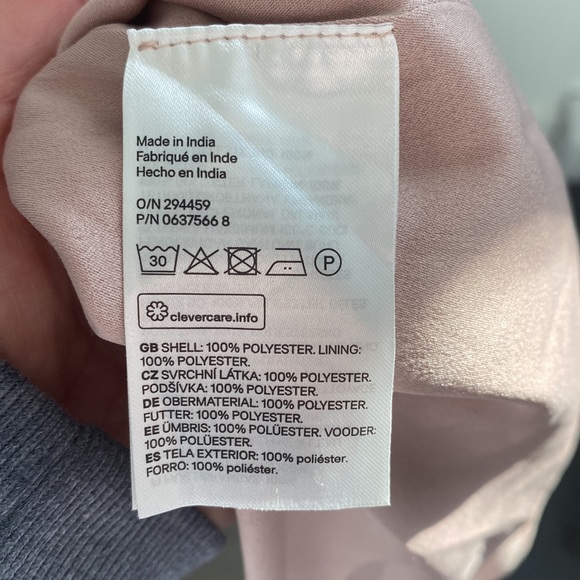 Made in India
Fabriqué en Inde
Hecho en India
O/N 294459
P/N 0637566 8
30
P
clevercare.info
GB SHELL: 100% POLYESTER. LINING:
100% POLYESTER.
CZ SVRCHNÍ LÁTKA: 100% POLYESTER.
PODŠÍVKA: 100% POLYESTER.
DE OBERMATERIAL: 100% POLYESTER.
FUTTER: 100% POLYESTER.
EE ÜMBRIS: 100% POLÜESTER. VOODER:
100% POLÜESTER.
ES TELA EXTERIOR: 100% poliéster.
FORRO: 100% poliéster.